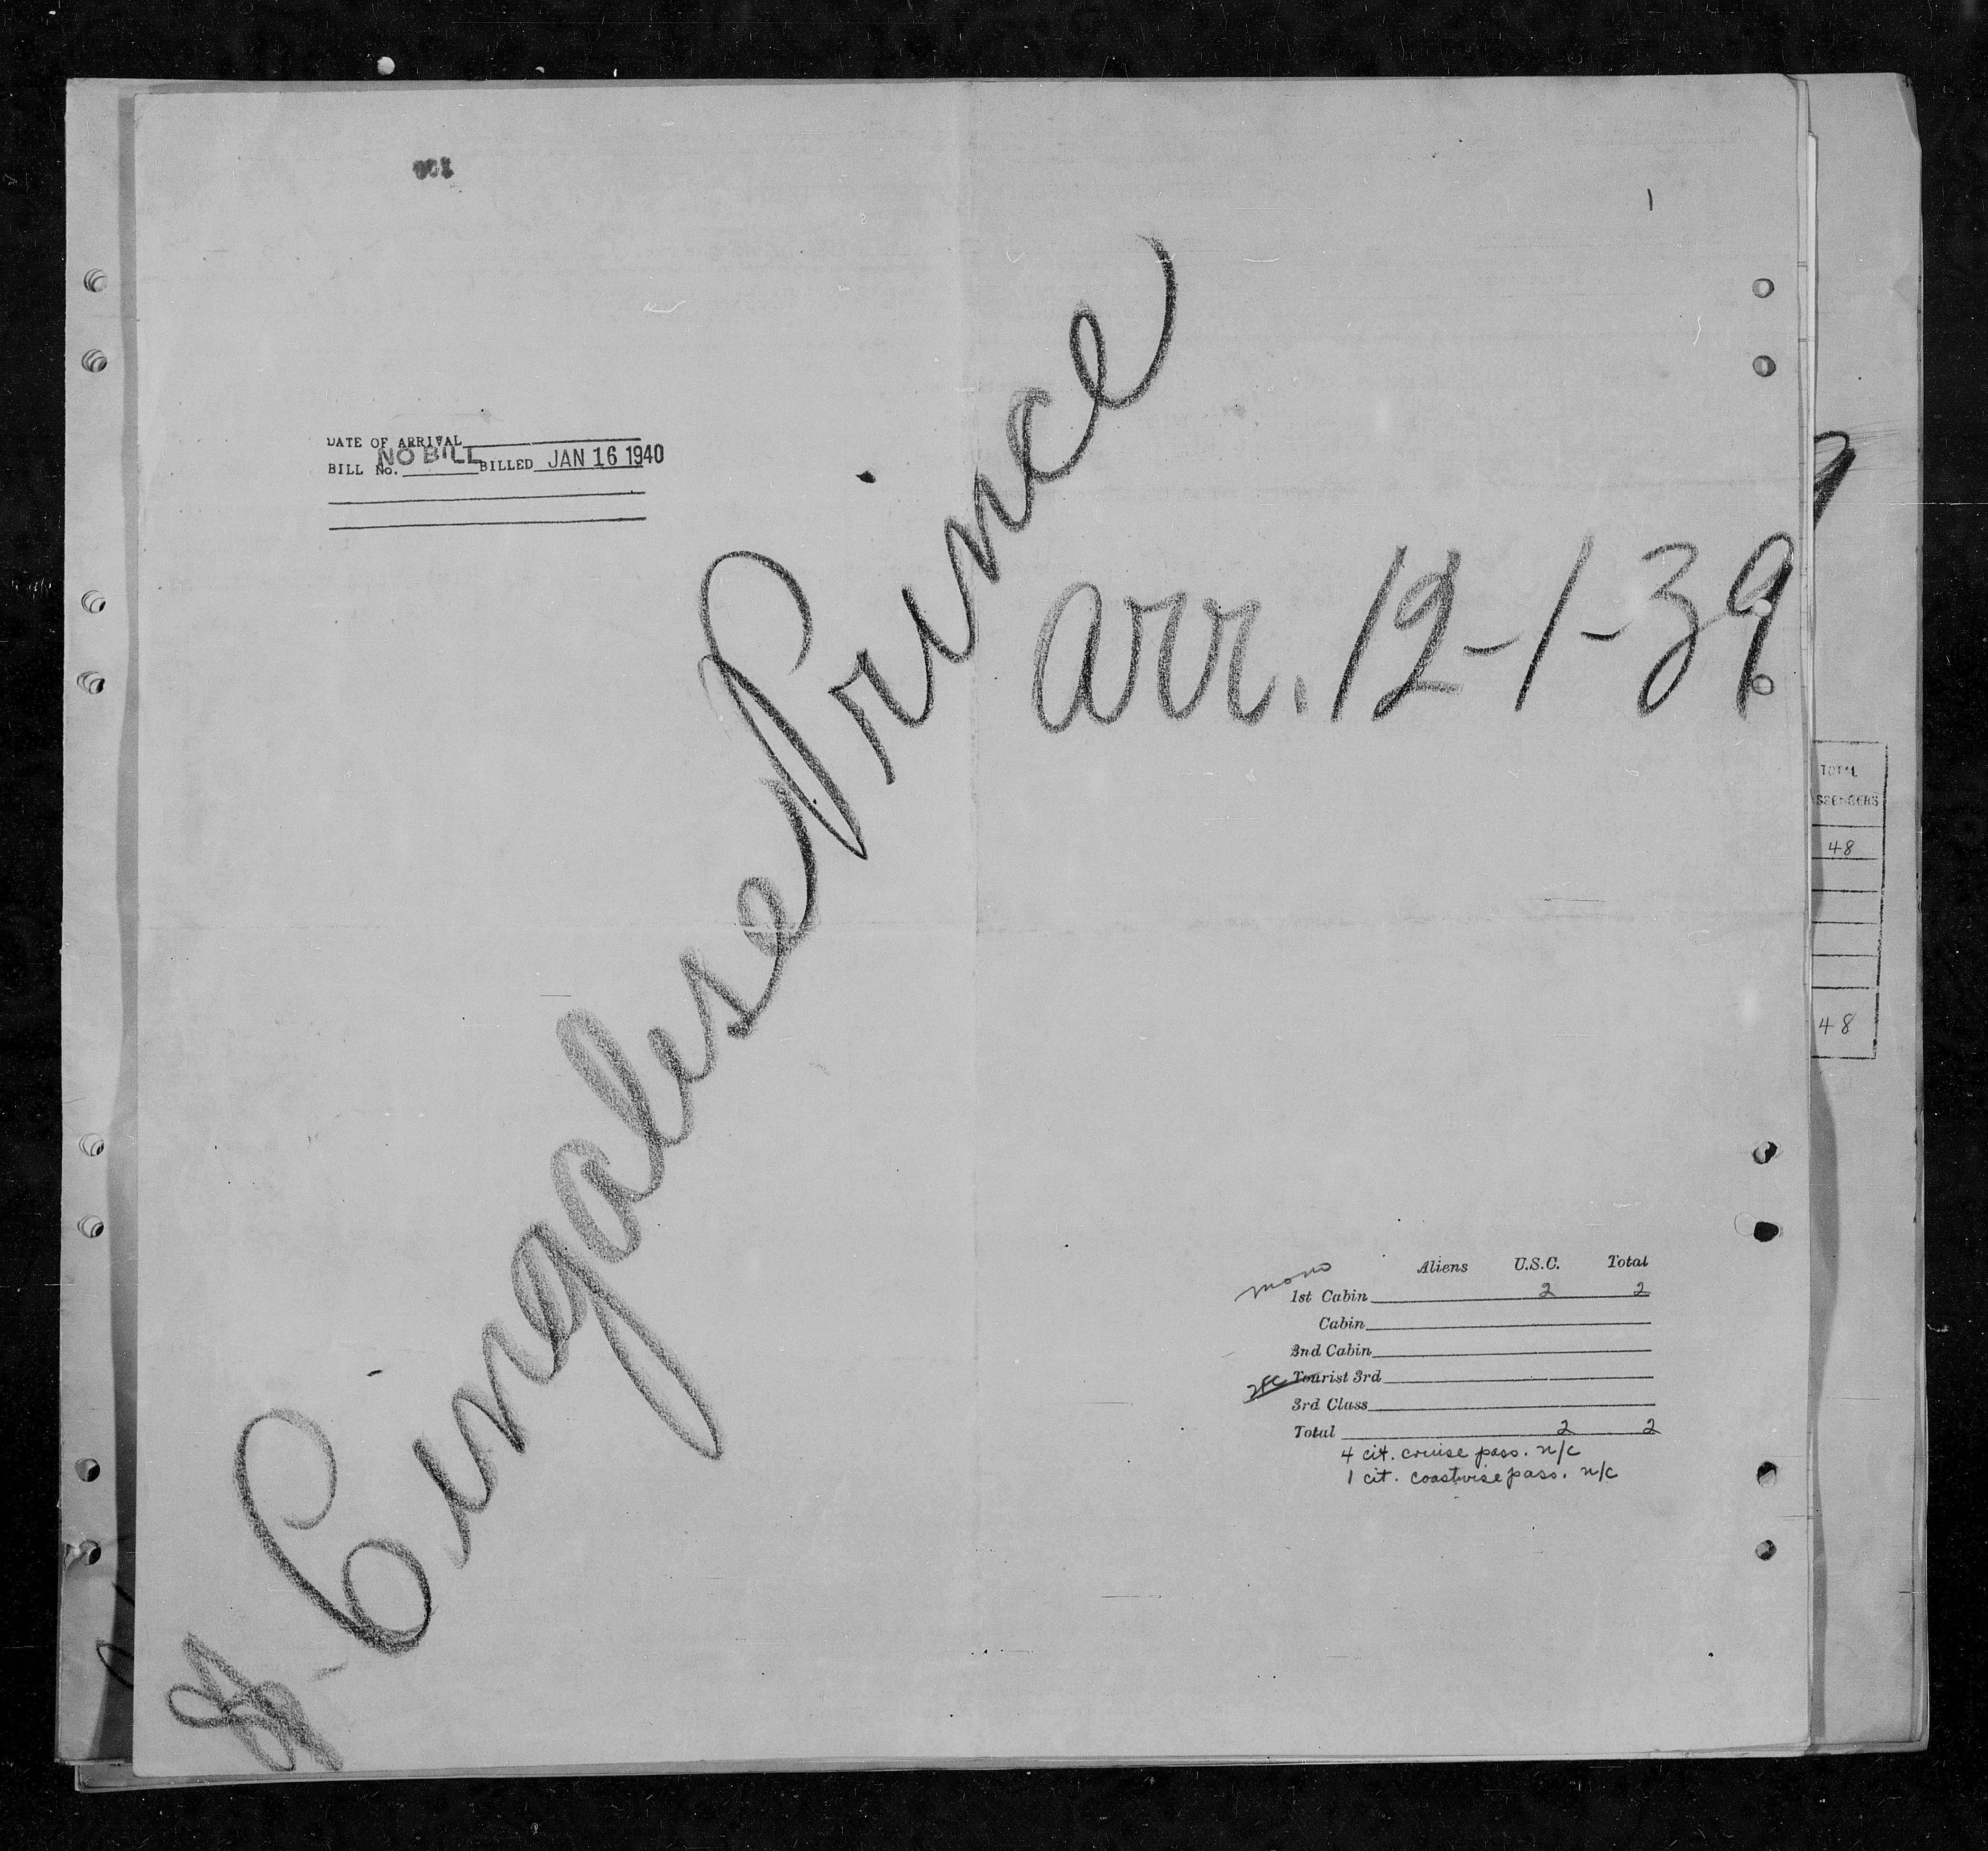 1
DATE OF ARRIVAL
BILL No. NO BILL BILLED JAN 16 1940
Cingalese Prince
arr. 12-1-39
TOTAL
48
48
Aliens U.S.C. Total
1st Cabin 2 2
Cabin
2nd Cabin
Tourist 3rd
3rd Class
Total 2 2
4 cit. cruise pass. n/c
1 cit. coastwise pass. n/c